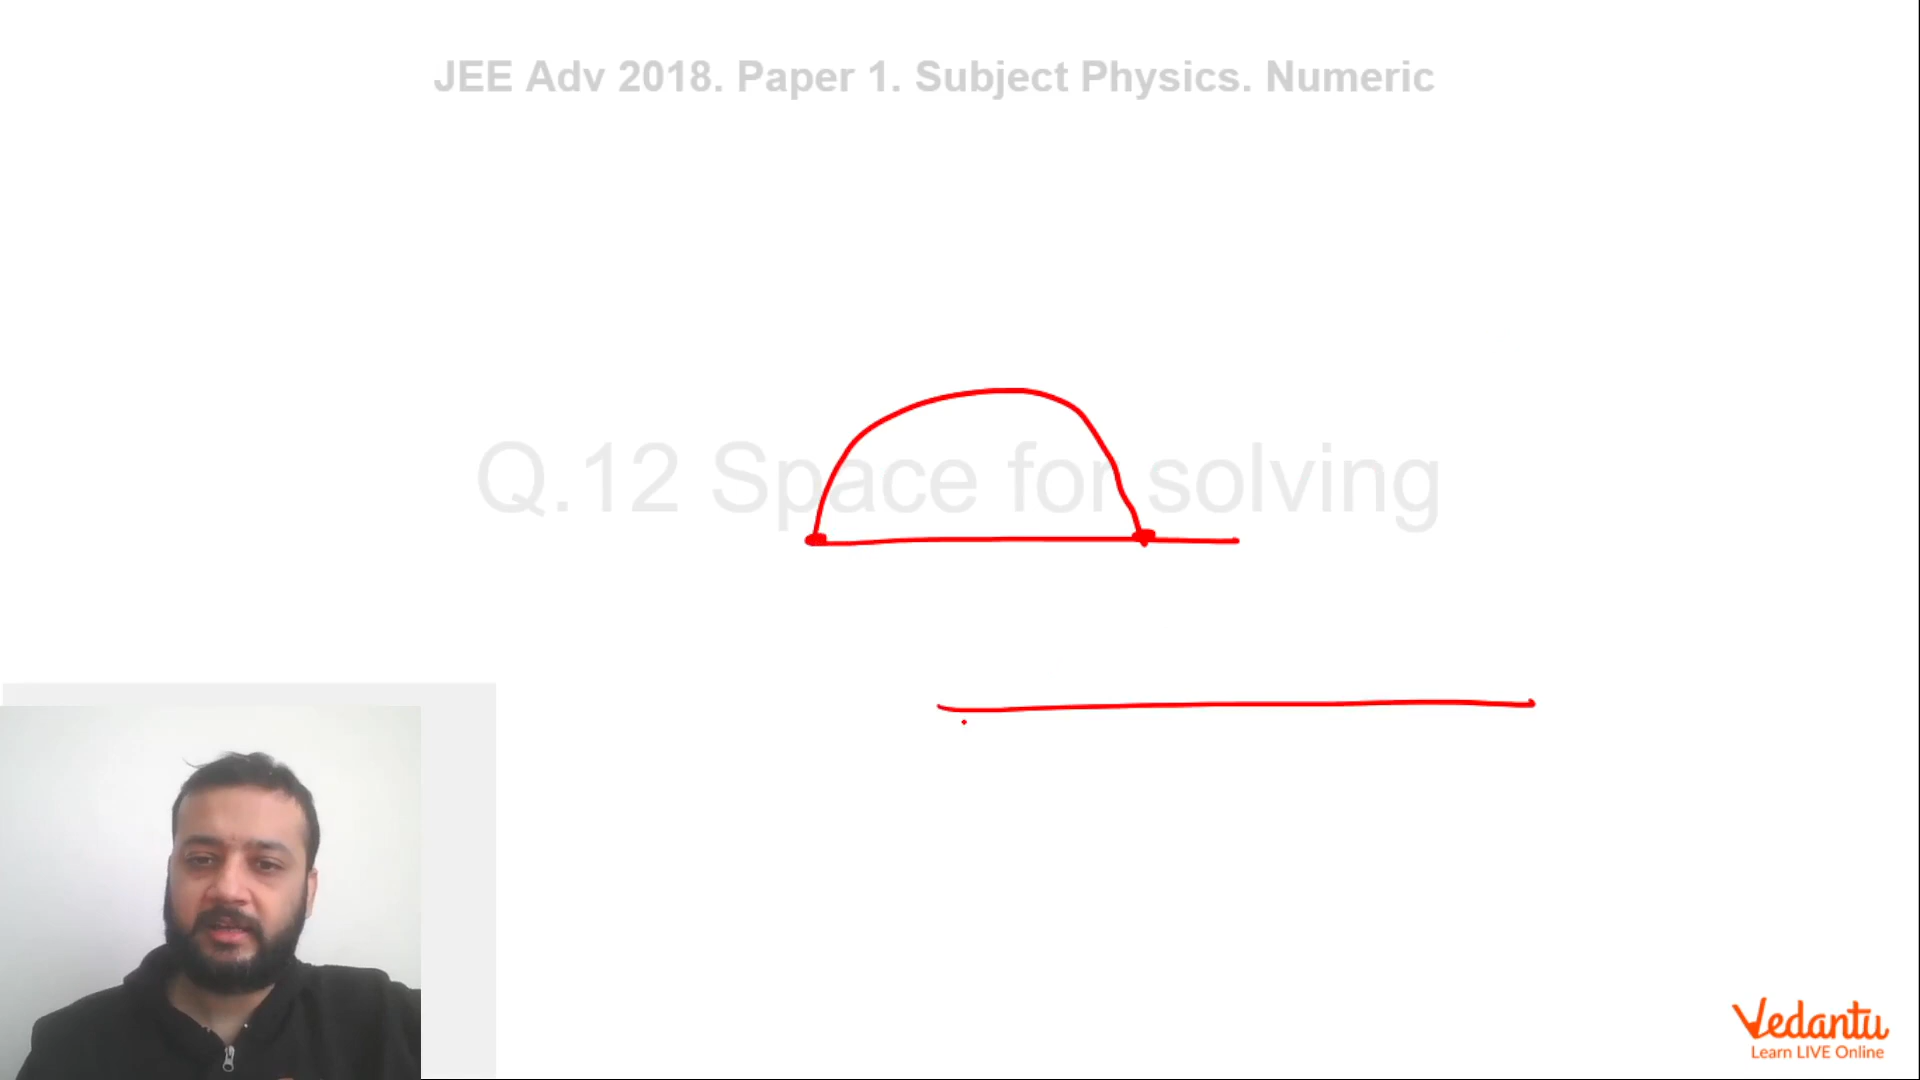 JEE Adv 2018. Paper 1. Subject Physics. Numeric
Q.12 Space for solving
Vedantu
Learn LIVE Online